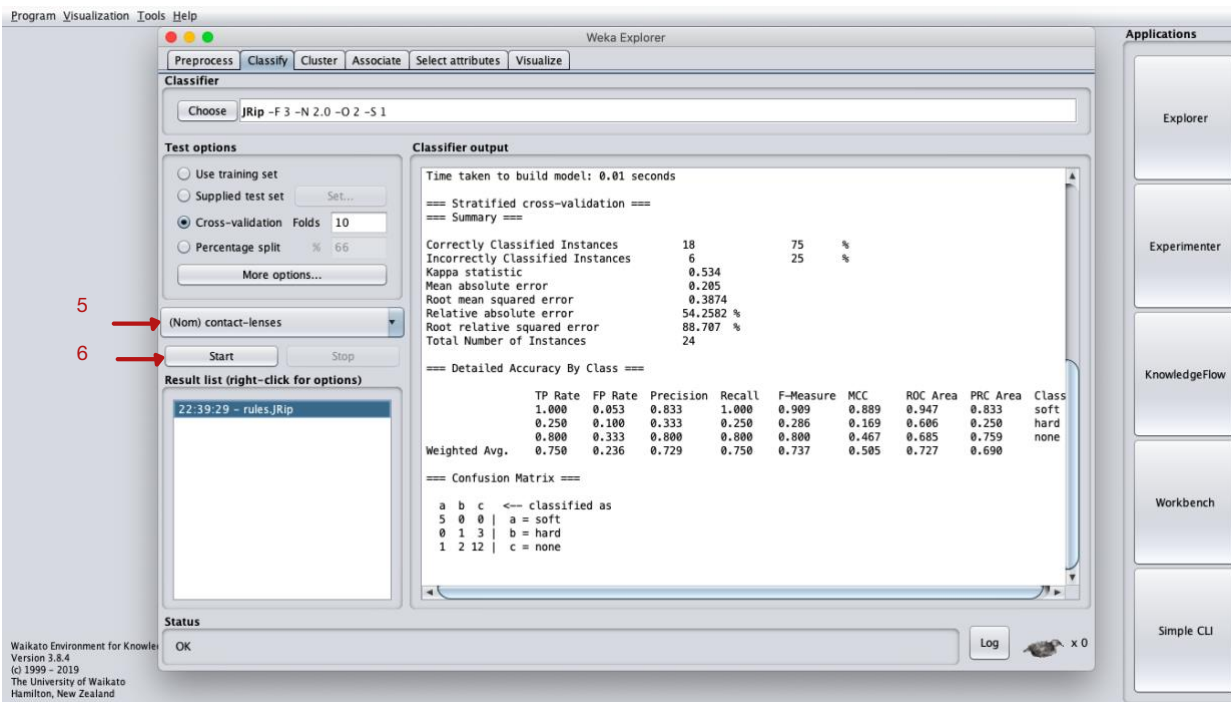 Program Visualization Tools Help
Weka Explorer
Applications
Preprocess Classify Cluster Associate Select attributes Visualize
Classifier
Choose JRip -F 3 -N 2.0 -O 2 -S 1
Test options
Use training set
Supplied test set Set...
Cross-validation Folds 10
Percentage split % 66
More options...
5
(Nom) contact-lenses
6
Start Stop
Result list (right-click for options)
22:39:29 - rules.JRip
Classifier output
Time taken to build model: 0.01 seconds
=== Stratified cross-validation ===
=== Summary ===
Correctly Classified Instances 18 75 %
Incorrectly Classified Instances 6 25 %
Kappa statistic 0.534
Mean absolute error 0.205
Root mean squared error 0.3874
Relative absolute error 54.2582 %
Root relative squared error 88.707 %
Total Number of Instances 24
=== Detailed Accuracy By Class ===
TP Rate FP Rate Precision Recall F-Measure MCC ROC Area PRC Area Class
1.000 0.053 0.833 1.000 0.909 0.889 0.947 0.833 soft
0.250 0.100 0.333 0.250 0.286 0.169 0.606 0.250 hard
0.800 0.333 0.800 0.800 0.800 0.467 0.685 0.759 none
Weighted Avg. 0.750 0.236 0.729 0.750 0.737 0.505 0.727 0.690
=== Confusion Matrix ===
a b c <-- classified as
5 0 0 | a = soft
0 1 3 | b = hard
1 2 12 | c = none
Status
OK
Log x 0
Explorer
Experimenter
KnowledgeFlow
Workbench
Simple CLI
Waikato Environment for Knowle
Version 3.8.4
(c) 1999 - 2019
The University of Waikato
Hamilton, New Zealand